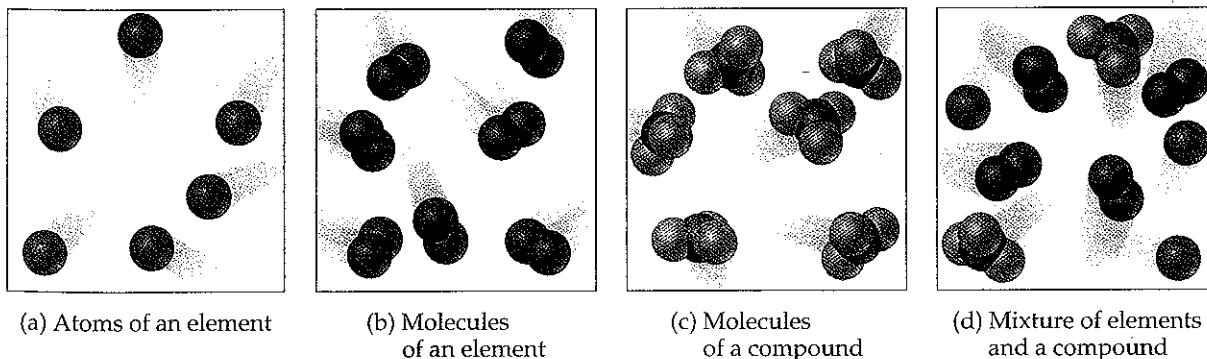 (a) Atoms of an element
(b) Molecules
of an element
(c) Molecules
of a compound
(d) Mixture of elements
and a compound